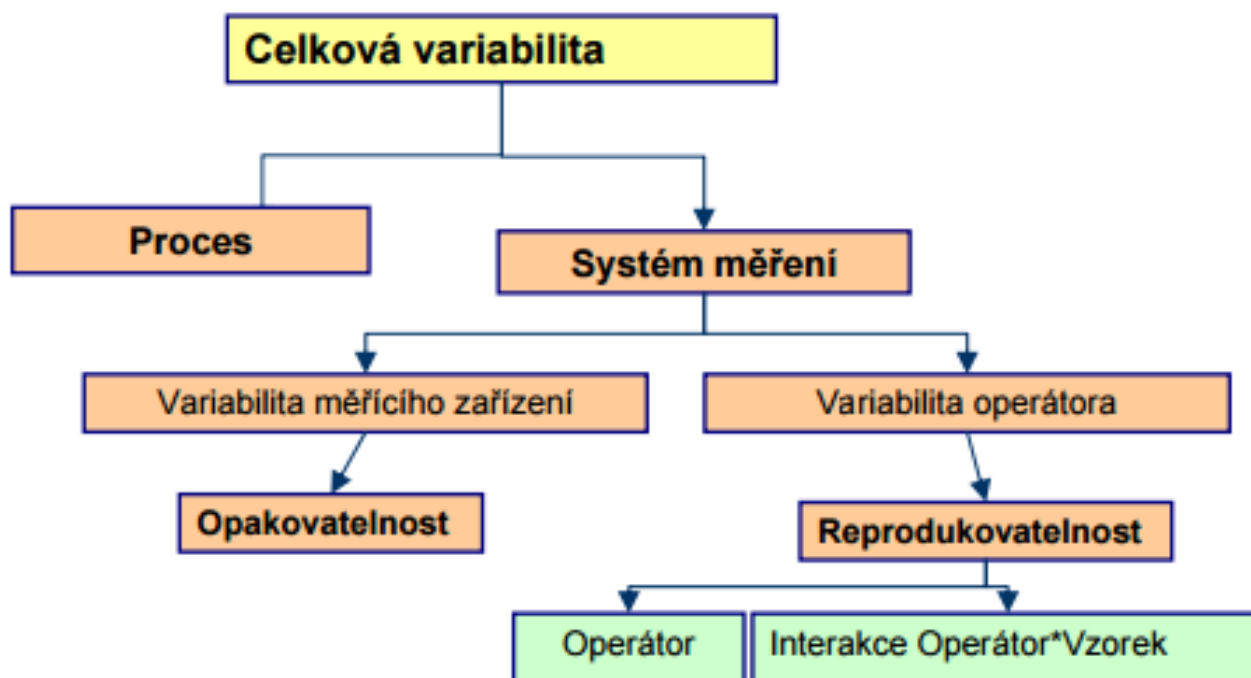 Celková variabilita
Proces
Systém měření
Variabilita měřícího zařízení
Variabilita operátora
Opakovatelnost
Reprodukovatelnost
Operátor
Interakce Operátor*Vzorek